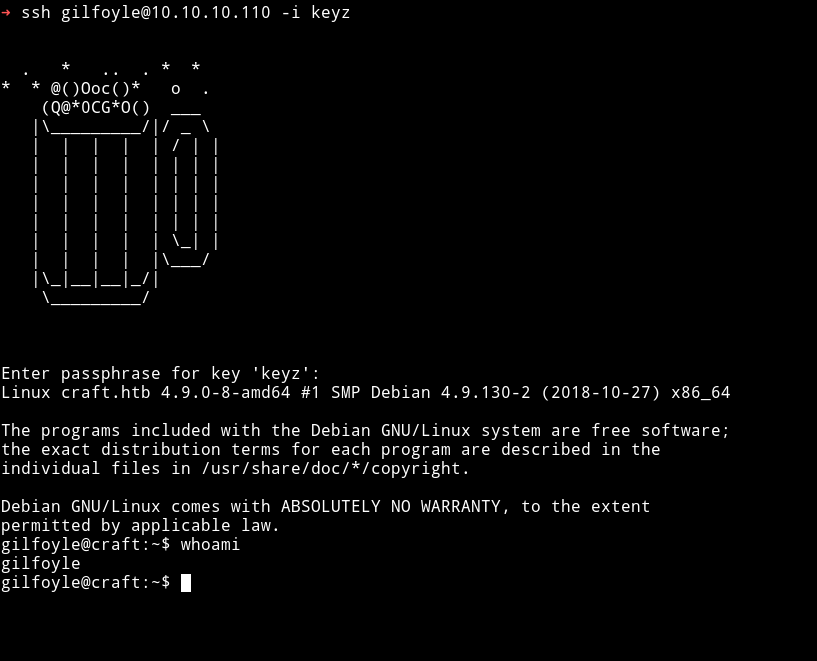 → ssh gilfoyle@10.10.10.110 -i keyz
  .   *   ..  . *  *
*  * @()Ooc()*   o  .
    (Q@*0CG*O()  ___
   |\_________/|/ _ \
   |  |  |  |  | / | |
   |  |  |  |  | | | |
   |  |  |  |  | | | |
   |  |  |  |  | | | |
   |  |  |  |  | | | |
   |  |  |  |  | \_| |
   |  |  |  |  |\___/
   |\_|__|__|_/|
    \_________/
Enter passphrase for key 'keyz':
Linux craft.htb 4.9.0-8-amd64 #1 SMP Debian 4.9.130-2 (2018-10-27) x86_64
The programs included with the Debian GNU/Linux system are free software;
the exact distribution terms for each program are described in the
individual files in /usr/share/doc/*/copyright.
Debian GNU/Linux comes with ABSOLUTELY NO WARRANTY, to the extent
permitted by applicable law.
gilfoyle@craft:~$ whoami
gilfoyle
gilfoyle@craft:~$